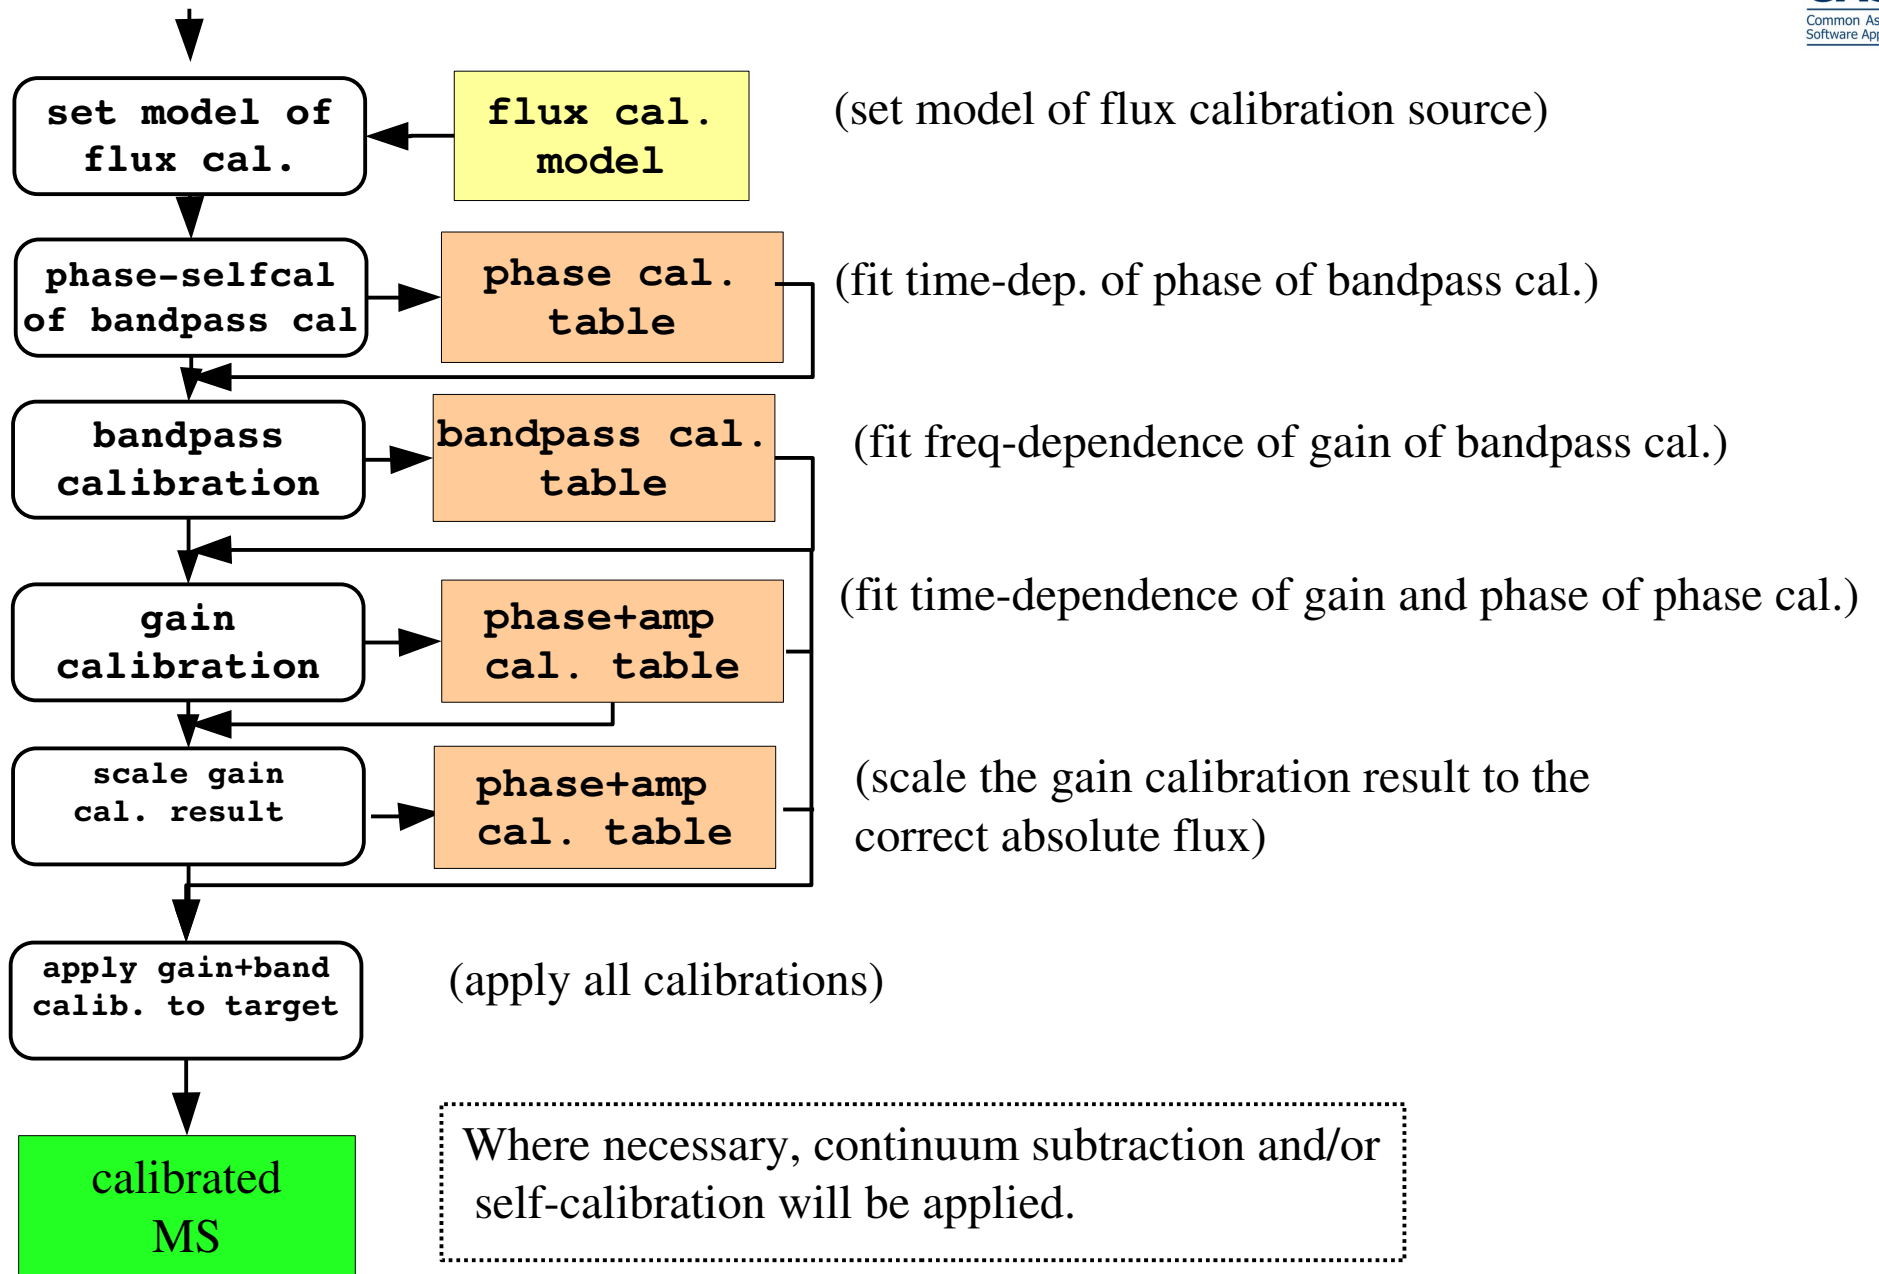 Common As
Software App
set model of
flux cal.
flux cal.
model
(set model of flux calibration source)
phase-selfcal
of bandpass cal
phase cal.
table
(fit time-dep. of phase of bandpass cal.)
bandpass
calibration
bandpass cal.
table
(fit freq-dependence of gain of bandpass cal.)
gain
calibration
phase+amp
cal. table
(fit time-dependence of gain and phase of phase cal.)
scale gain
cal. result
phase+amp
cal. table
(scale the gain calibration result to the
correct absolute flux)
apply gain+band
calib. to target
(apply all calibrations)
calibrated
MS
Where necessary, continuum subtraction and/or
self-calibration will be applied.